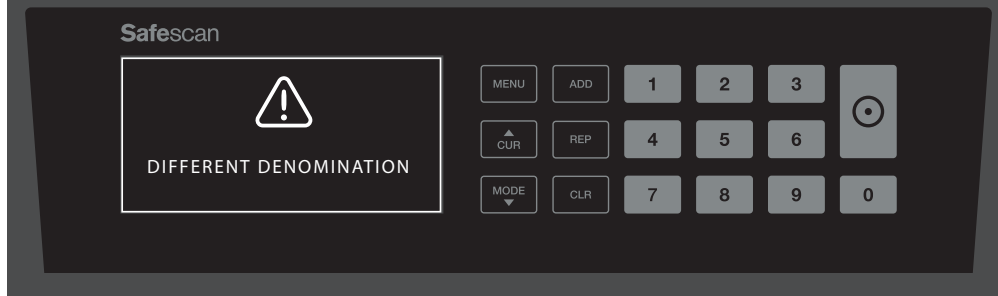 Safescan
DIFFERENT DENOMINATION
MENU ADD 1 2 3
CUR REP 4 5 6
MODE CLR 7 8 9 0